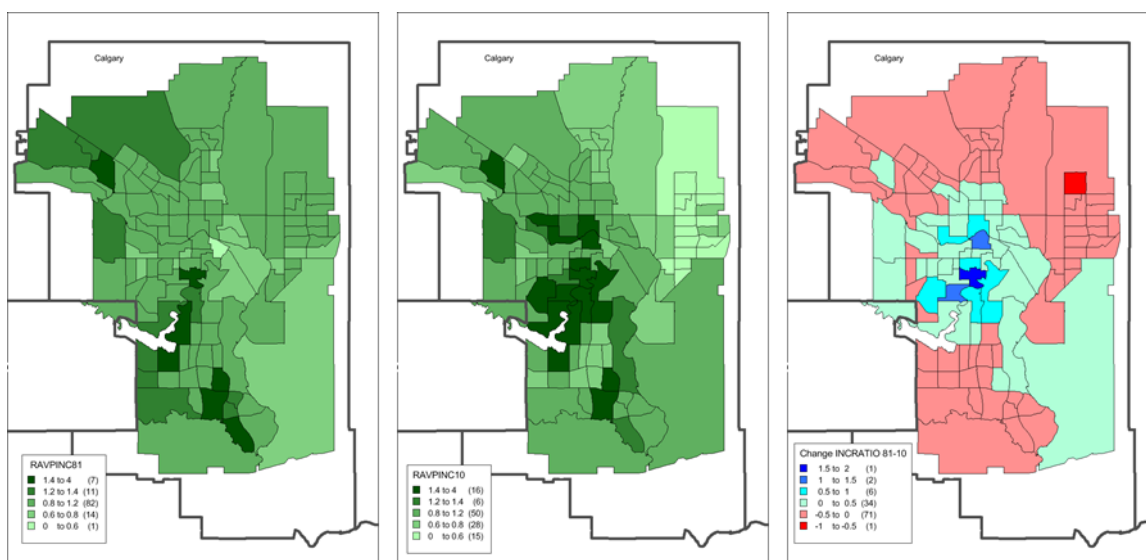 Calgary
RAVPINC81
1.4 to 4 (7)
1.2 to 1.4 (11)
0.8 to 1.2 (82)
0.6 to 0.8 (14)
0 to 0.6 (1)
Calgary
RAVPINC10
1.4 to 4 (16)
1.2 to 1.4 (6)
0.8 to 1.2 (50)
0.6 to 0.8 (28)
0 to 0.6 (15)
Calgary
Change INCRATIO 81-10
1.5 to 2 (1)
1 to 1.5 (2)
0.5 to 1 (6)
0 to 0.5 (34)
-0.5 to 0 (71)
-1 to -0.5 (1)